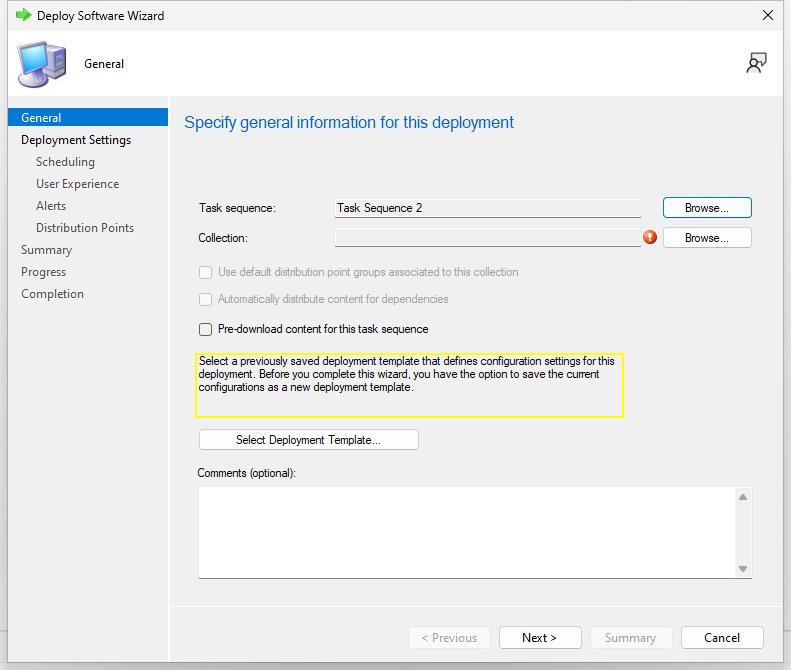 Deploy Software Wizard
General
General
Deployment Settings
Scheduling
User Experience
Alerts
Distribution Points
Summary
Progress
Completion
Specify general information for this deployment
Task sequence: Task Sequence 2 Browse...
Collection: Browse...
Use default distribution point groups associated to this collection
Automatically distribute content for dependencies
Pre-download content for this task sequence
Select a previously saved deployment template that defines configuration settings for this
deployment. Before you complete this wizard, you have the option to save the current
configurations as a new deployment template.
Select Deployment Template...
Comments (optional):
< Previous Next > Summary Cancel